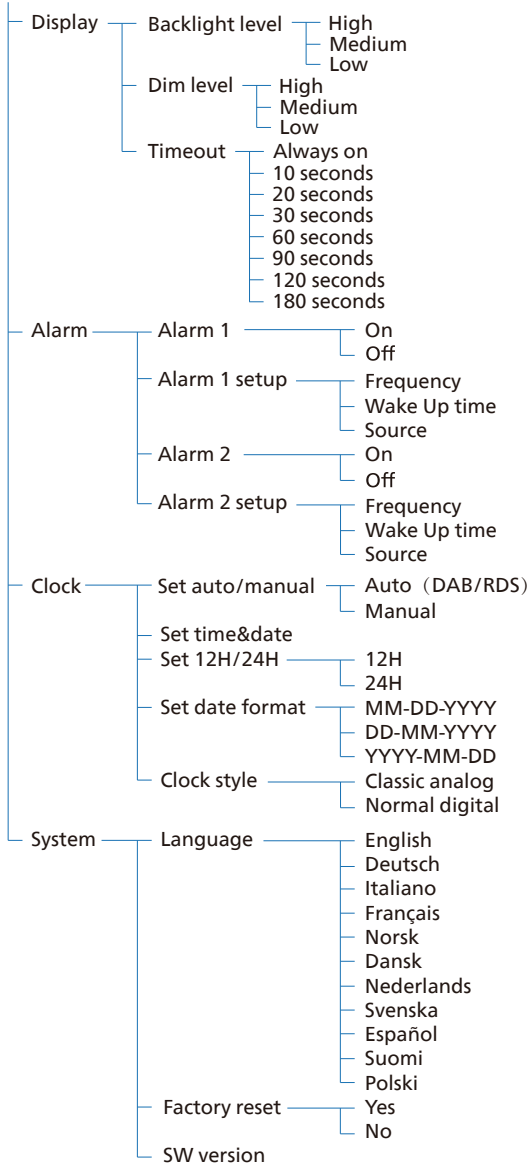 Display Backlight level High
Medium
Low
Dim level High
Medium
Low
Timeout Always on
10 seconds
20 seconds
30 seconds
60 seconds
90 seconds
120 seconds
180 seconds
Alarm Alarm 1 On
Off
Alarm 1 setup Frequency
Wake Up time
Source
Alarm 2 On
Off
Alarm 2 setup Frequency
Wake Up time
Source
Clock Set auto/manual Auto（DAB/RDS）
Manual
Set time&date
Set 12H/24H 12H
24H
Set date format MM-DD-YYYY
DD-MM-YYYY
YYYY-MM-DD
Clock style Classic analog
Normal digital
System Language English
Deutsch
Italiano
Français
Norsk
Dansk
Nederlands
Svenska
Español
Suomi
Polski
Factory reset Yes
No
SW version